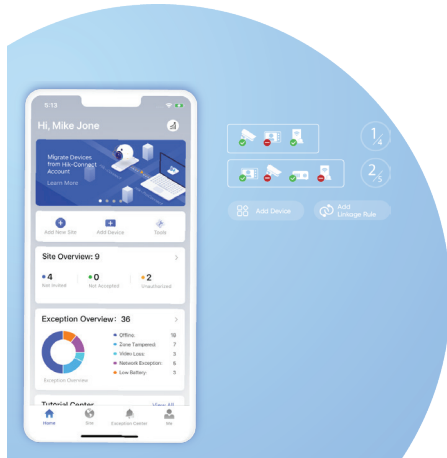 5:13
Hi, Mike Jone
Migrate Devices
from Hik-Connect
Account
Learn More
Add New Site
Add Device
Tools
Site Overview: 9
4
0
2
Not Invited
Not Accepted
Unauthorized
Exception Overview: 36
Offline:
18
Zone Tampered:
7
Video Loss:
3
Network Exception:
6
Low Battery:
Exception Overview
Tutorial Center
View All
Home
Site
Exception Center
Me
1/4
2/5
Add Device
Add
Linkage Rule